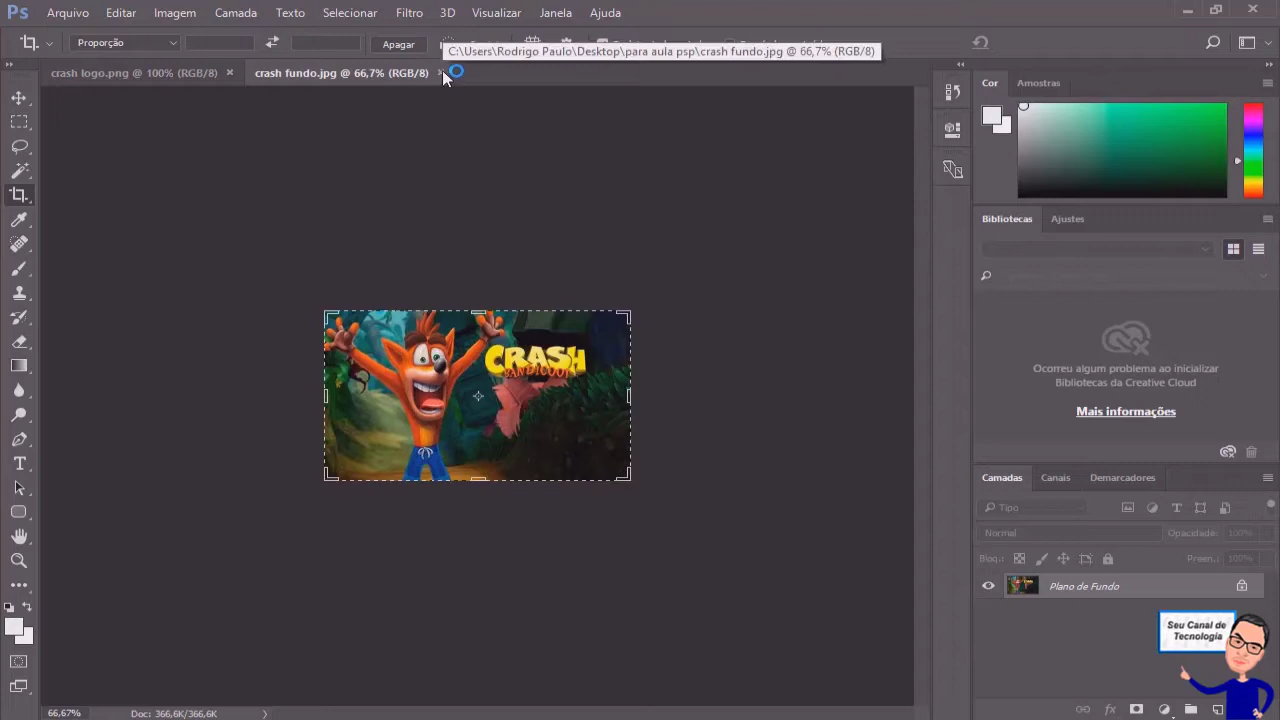 Ps Arquivo Editar Imagem Camada Texto Selecionar Filtro 3D Visualizar Janela Ajuda
Proporção
Apagar
C:\Users\Rodrigo Paulo\Desktop\para aula psp\crash fundo.jpg @ 66,7% (RGB/8)
crash logo.png @ 100% (RGB/8)
crash fundo.jpg @ 66,7% (RGB/8)
Cor Amostras
Bibliotecas Ajustes
CRASH
BANDICOOT
Ocorreu algum problema ao inicializar
Bibliotecas da Creative Cloud
Mais informações
Camadas Canais Demarcadores
Tipo
Normal Opacidade: 100%
Bloq.: Preen.: 100%
Plano de Fundo
Seu Canal de
Tecnologia
66,67% Doc: 366,6K/366,6K